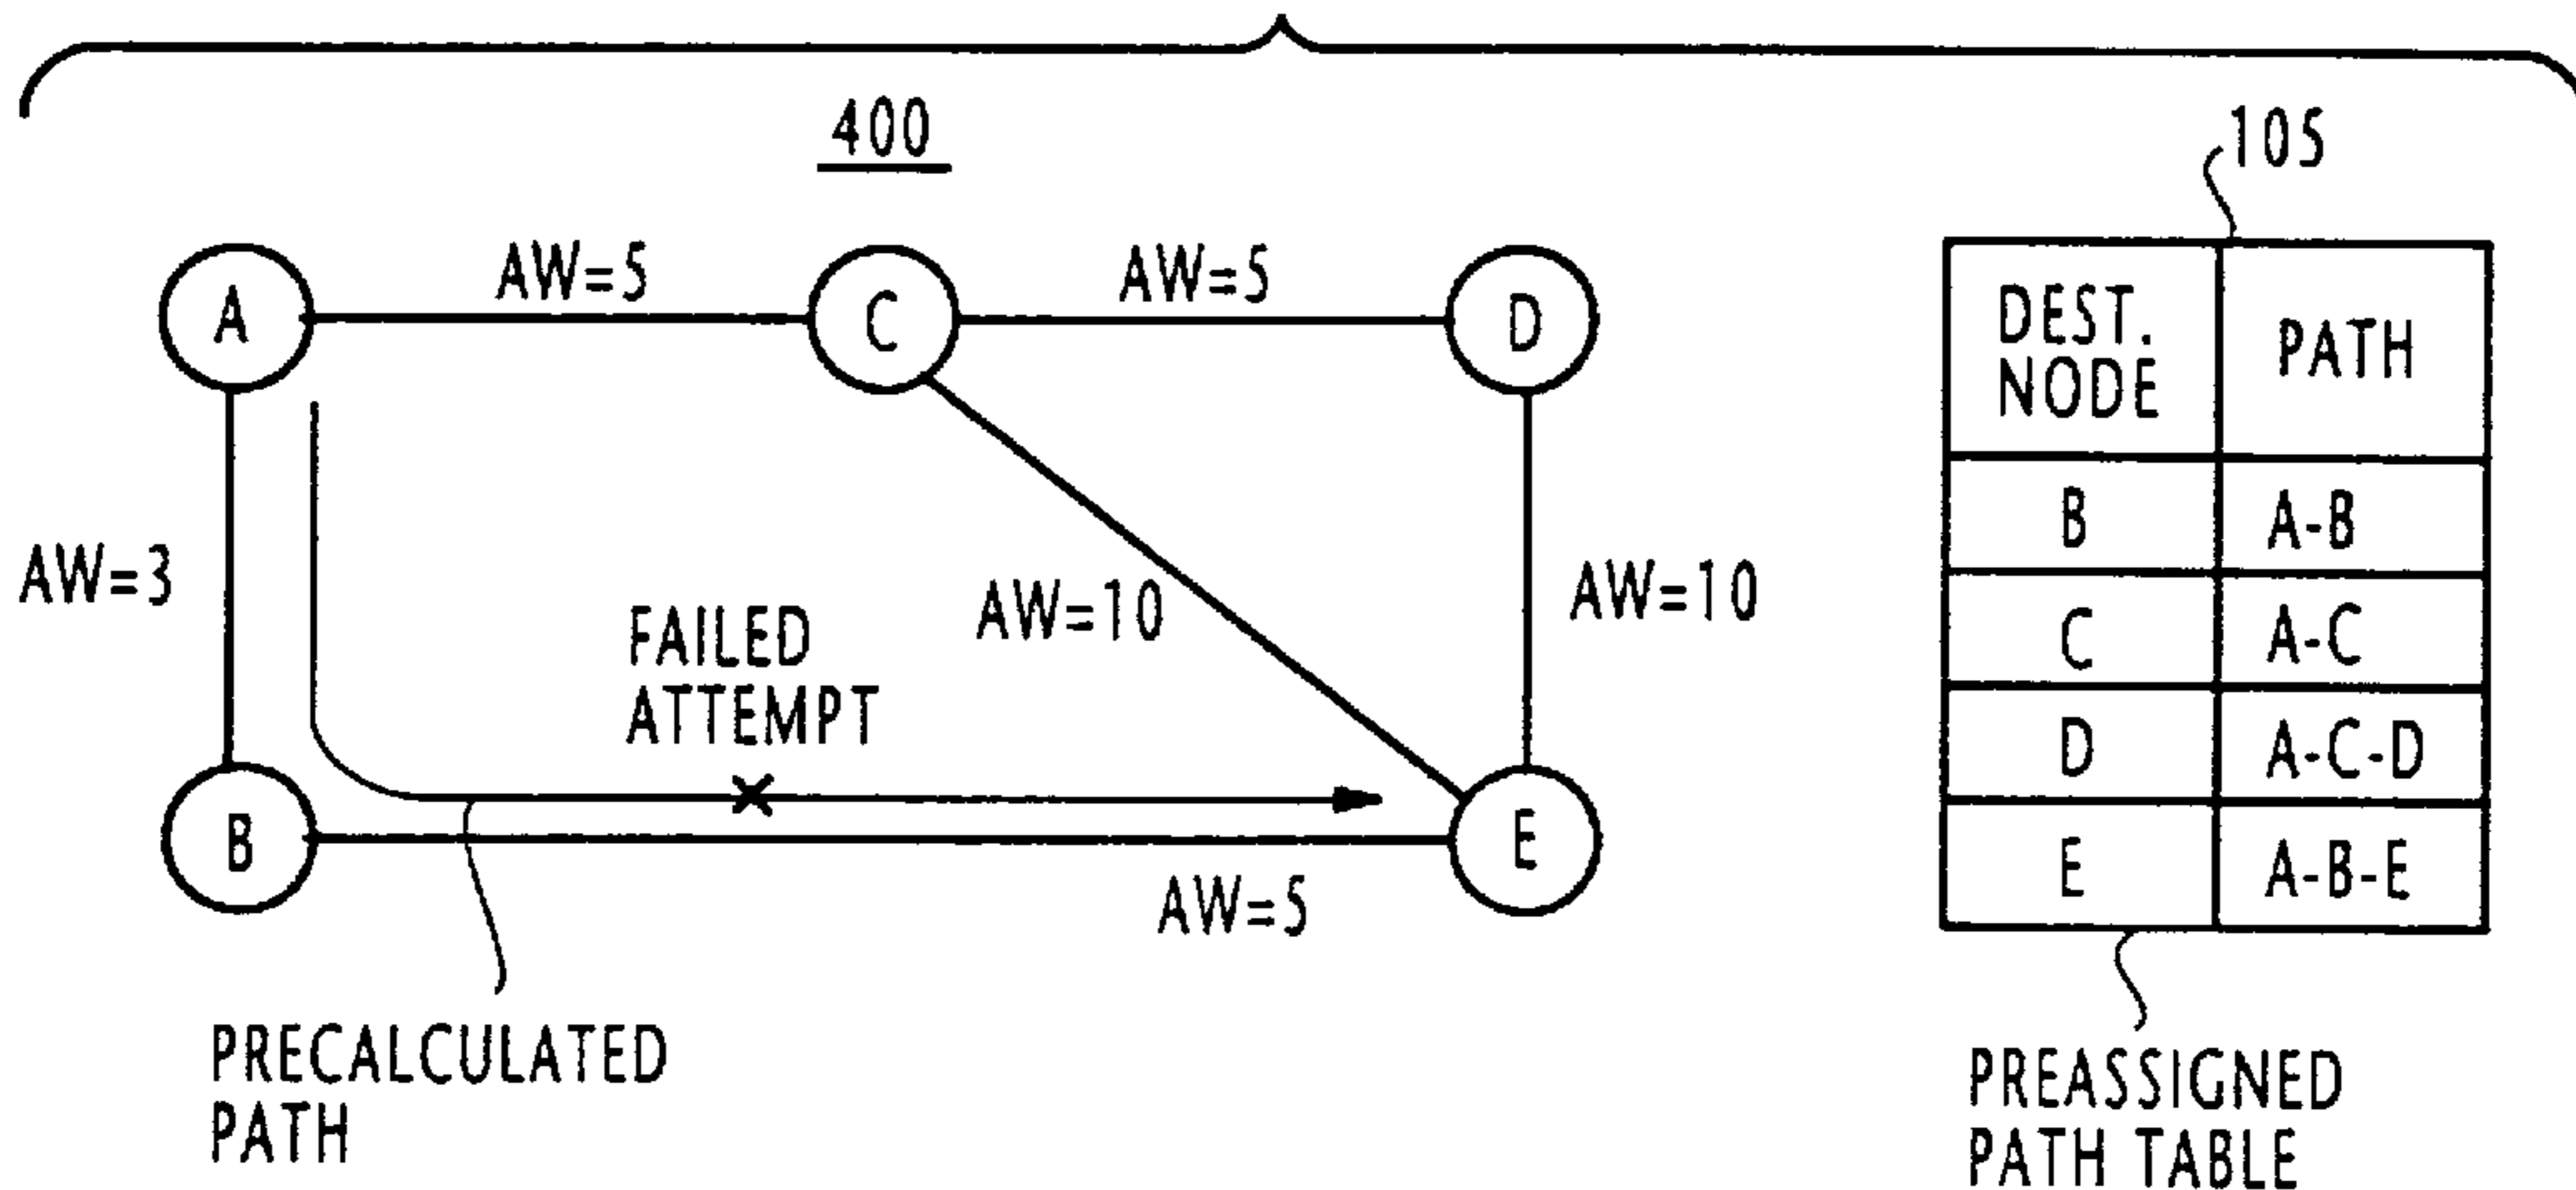 400
105
A
AW=5
C
AW=5
D
AW=3
AW=10
AW=10
FAILED
ATTEMPT
B
E
AW=5
PRECALCULATED
PATH
DEST.
NODE
PATH
B
A-B
C
A-C
D
A-C-D
E
A-B-E
PREASSIGNED
PATH TABLE